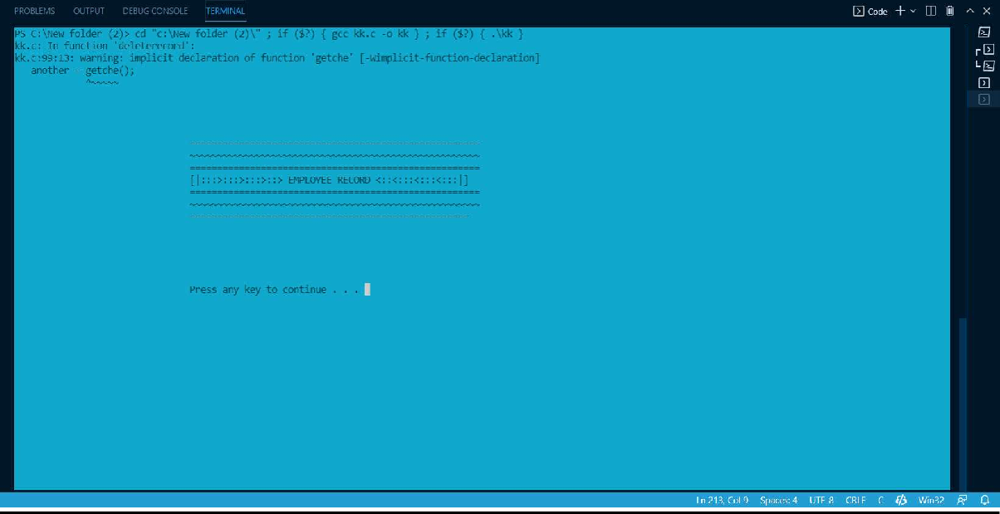 PROBLEMS OUTPUT DEBUG CONSOLE TERMINAL Code
PS C:\New folder (2)> cd "c:\New folder (2)\" ; if ($?) { gcc kk.c -o kk } ; if ($?) { .\kk }
kk.c: In function 'deleterecord':
kk.c:99:13: warning: implicit declaration of function 'getche' [-Wimplicit-function-declaration]
another = getche();
^~~~~~
~~~~~~~~~~~~~~~~~~~~~~~~~~~~~~~~~~~~~~~~~~~~~~~~~~~~~
=====================================================
[|:::>:::>:::>::> EMPLOYEE RECORD <::<:::<:::<:::|]
=====================================================
~~~~~~~~~~~~~~~~~~~~~~~~~~~~~~~~~~~~~~~~~~~~~~~~~~~~~
Press any key to continue . . .
Ln 213, Col 9 Spaces: 4 UTF-8 CRLF C Win32